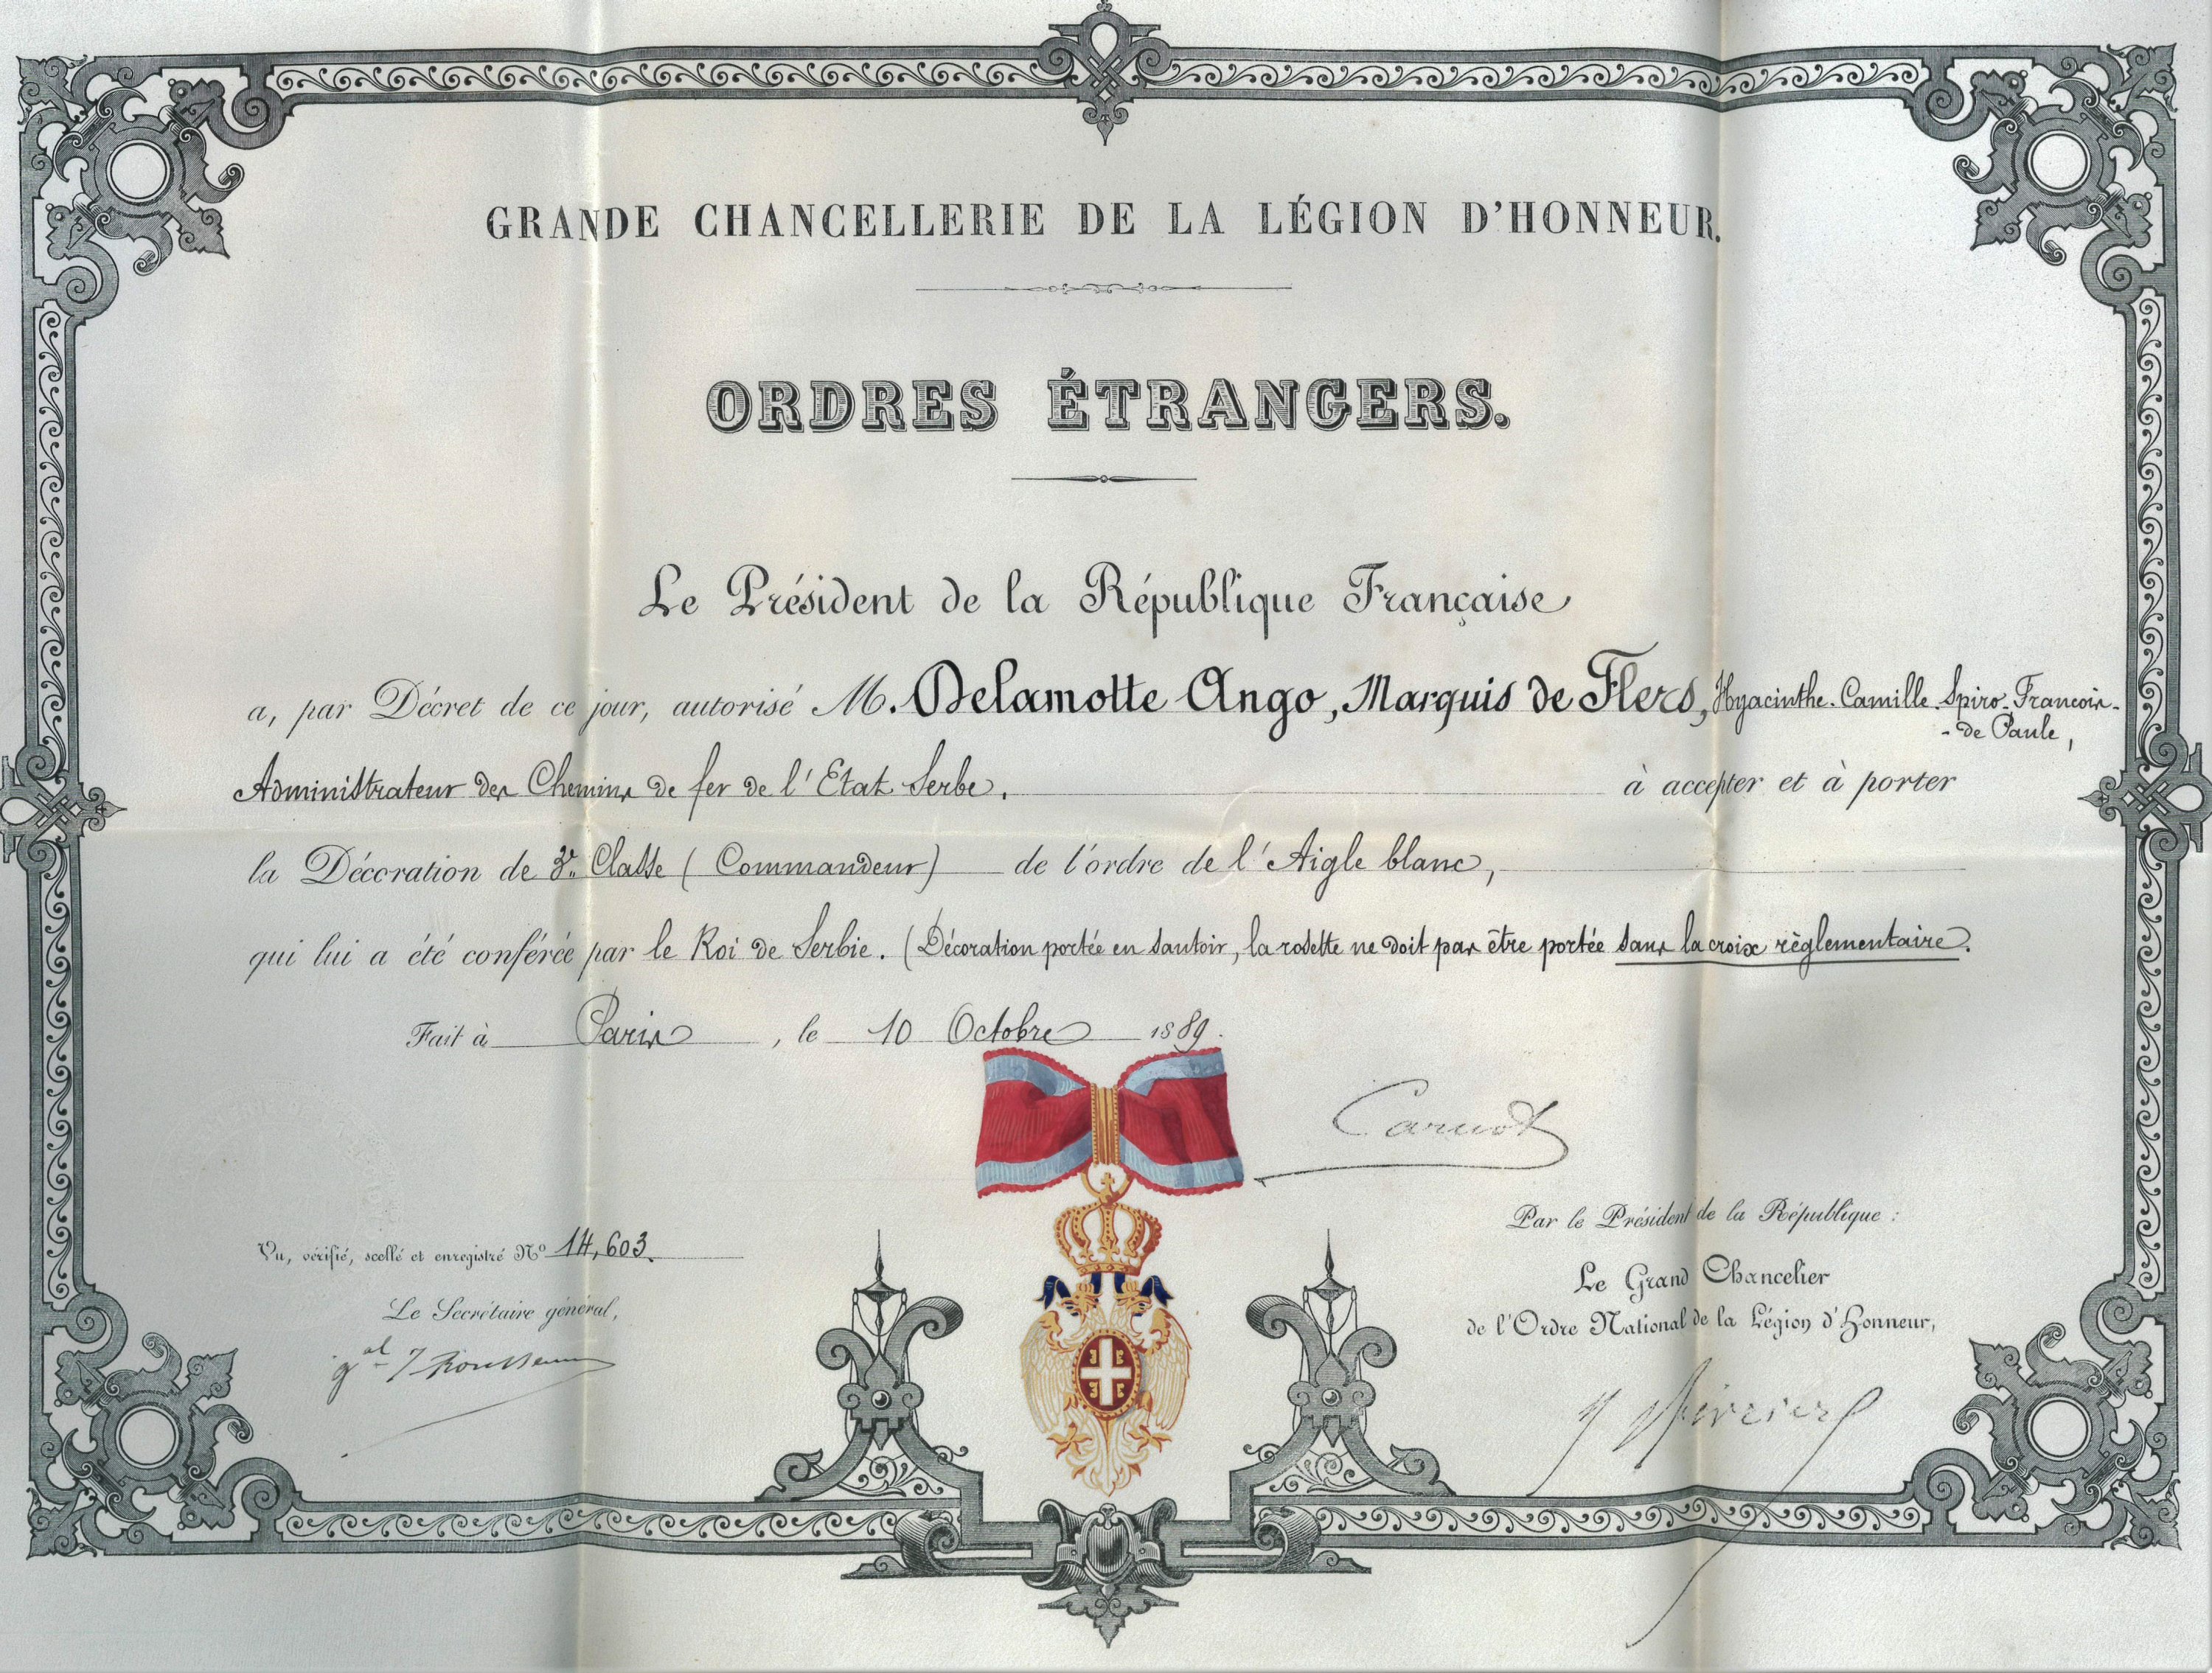 GRANDE CHANCELLERIE DE LA LÉGION D'HONNEUR.
ORDRES ÉTRANGERS.
Le Président de la République Française
a, par Décret de ce jour, autorisé M. Delamotte Ango, Marquis de Flers, Hyacinthe-Camille-Spiro-François-
-de Paule,
Administrateur des Chemins de fer de l'Etat Serbe, à accepter et à porter
la Décoration de 3e Classe (Commandeur) de l'ordre de l'Aigle blanc,
qui lui a été conférée par le Roi de Serbie. (Décoration portée en sautoir, la rosette ne doit pas être portée sans la croix règlementaire.
Fait à Paris, le 10 Octobre 1889.
Carnot
Par le Président de la République :
Le Grand Chancelier
de l'Ordre National de la Légion d'Honneur,
Vu, vérifié, scellé et enregistré No 14,603.
Le Secrétaire général,
gal Rousseau